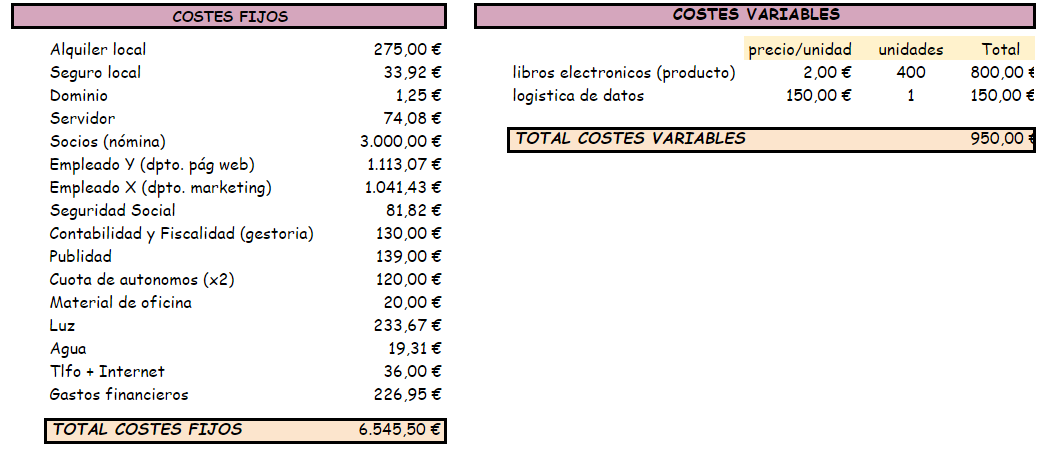 COSTES FIJOS
Alquiler local 275,00 €
Seguro local 33,92 €
Dominio 1,25 €
Servidor 74,08 €
Socios (nómina) 3.000,00 €
Empleado Y (dpto. pág web) 1.113,07 €
Empleado X (dpto. marketing) 1.041,43 €
Seguridad Social 81,82 €
Contabilidad y Fiscalidad (gestoria) 130,00 €
Publidad 139,00 €
Cuota de autonomos (x2) 120,00 €
Material de oficina 20,00 €
Luz 233,67 €
Agua 19,31 €
Tlfo + Internet 36,00 €
Gastos financieros 226,95 €
TOTAL COSTES FIJOS 6.545,50 €
COSTES VARIABLES
precio/unidad unidades Total
libros electronicos (producto) 2,00 € 400 800,00 €
logistica de datos 150,00 € 1 150,00 €
TOTAL COSTES VARIABLES 950,00 €